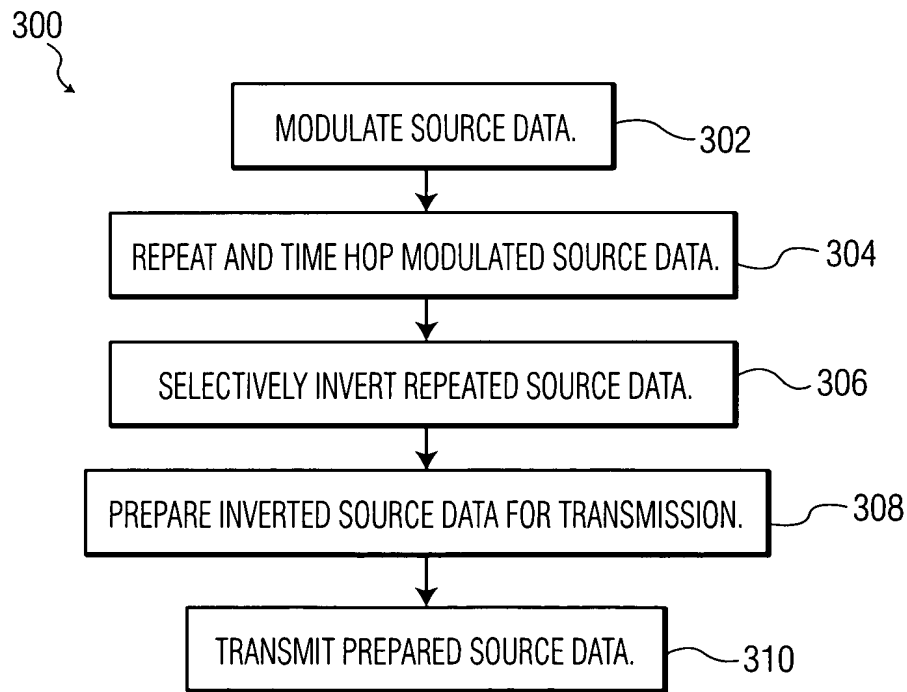 300
MODULATE SOURCE DATA.
302
REPEAT AND TIME HOP MODULATED SOURCE DATA.
304
SELECTIVELY INVERT REPEATED SOURCE DATA.
306
PREPARE INVERTED SOURCE DATA FOR TRANSMISSION.
308
TRANSMIT PREPARED SOURCE DATA.
310